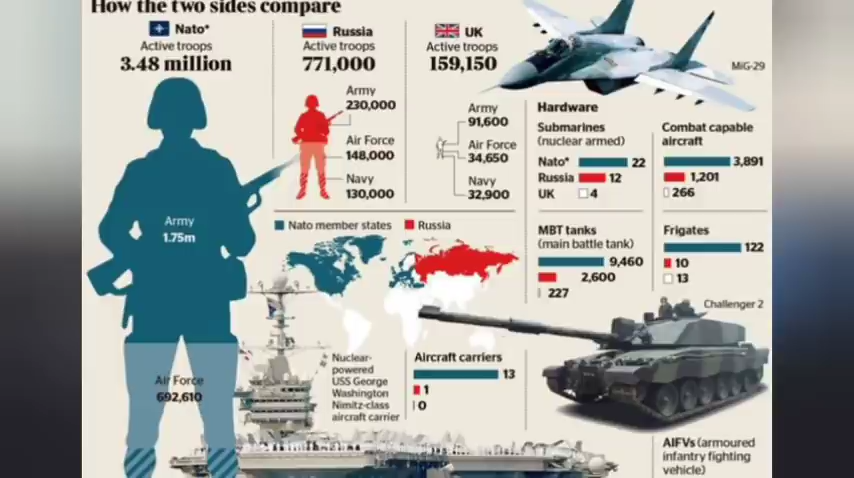 How the two sides compare
Nato*
Active troops
3.48 million
Russia
Active troops
771,000
UK
Active troops
159,150
MiG-29
Army
230,000
Air Force
148,000
Navy
130,000
Army
91,600
Air Force
34,650
Navy
32,900
Army
1.75m
Air Force
692,610
Nato member states
Russia
Nuclear-
powered
USS George
Washington
Nimitz-class
aircraft carrier
Aircraft carriers
13
1
0
Hardware
Submarines
(nuclear armed)
Nato* 22
Russia 12
UK 4
Combat capable
aircraft
3,891
1,201
266
MBT tanks
(main battle tank)
9,460
2,600
227
Frigates
122
10
13
Challenger 2
AIFVs (armoured
infantry fighting
vehicle)